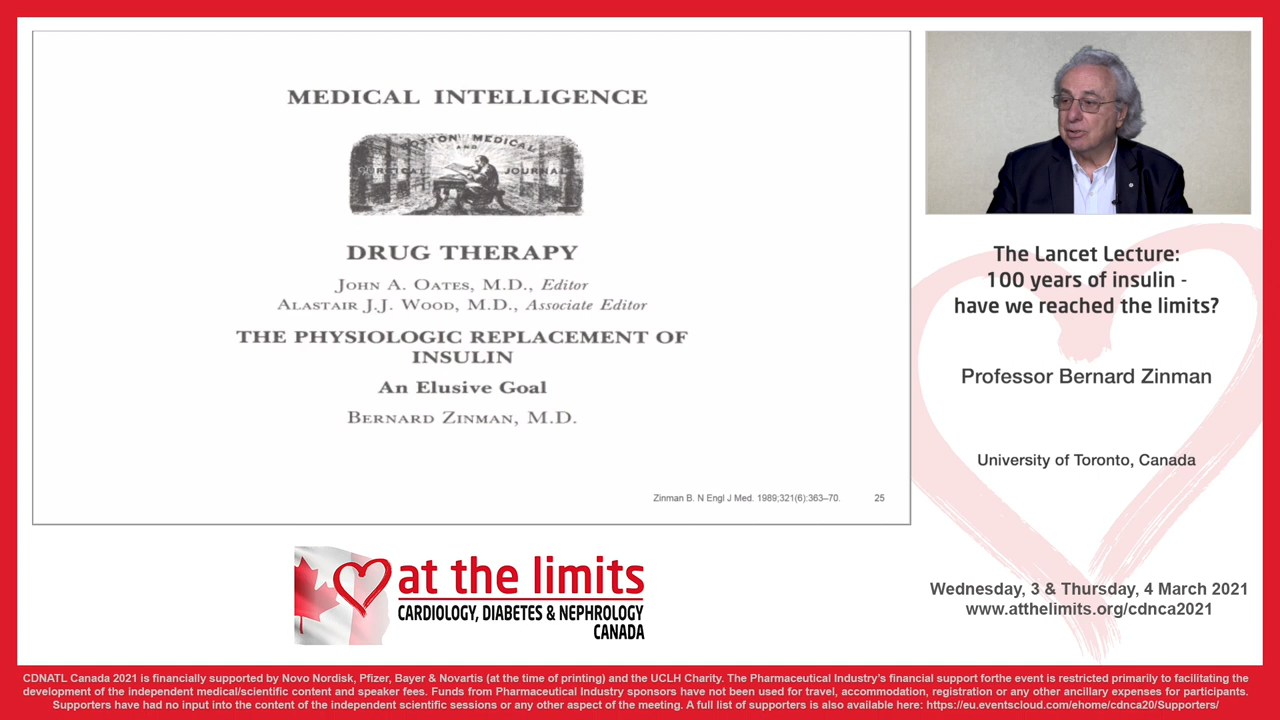 MEDICAL INTELLIGENCE
BOSTON MEDICAL
AND
SURGICAL JOURNAL
DRUG THERAPY
JOHN A. OATES, M.D., Editor
ALASTAIR J.J. WOOD, M.D., Associate Editor
THE PHYSIOLOGIC REPLACEMENT OF
INSULIN
An Elusive Goal
BERNARD ZINMAN, M.D.
Zinman B. N Engl J Med. 1989;321(6):363–70. 25
The Lancet Lecture:
100 years of insulin -
have we reached the limits?
Professor Bernard Zinman
University of Toronto, Canada
at the limits
CARDIOLOGY, DIABETES & NEPHROLOGY
CANADA
Wednesday, 3 & Thursday, 4 March 2021
www.atthelimits.org/cdnca2021
CDNATL Canada 2021 is financially supported by Novo Nordisk, Pfizer, Bayer & Novartis (at the time of printing) and the UCLH Charity. The Pharmaceutical Industry's financial support forthe event is restricted primarily to facilitating the
development of the independent medical/scientific content and speaker fees. Funds from Pharmaceutical Industry sponsors have not been used for travel, accommodation, registration or any other ancillary expenses for participants.
Supporters have had no input into the content of the independent scientific sessions or any other aspect of the meeting. A full list of supporters is also available here: https://eu.eventscloud.com/ehome/cdnca20/Supporters/